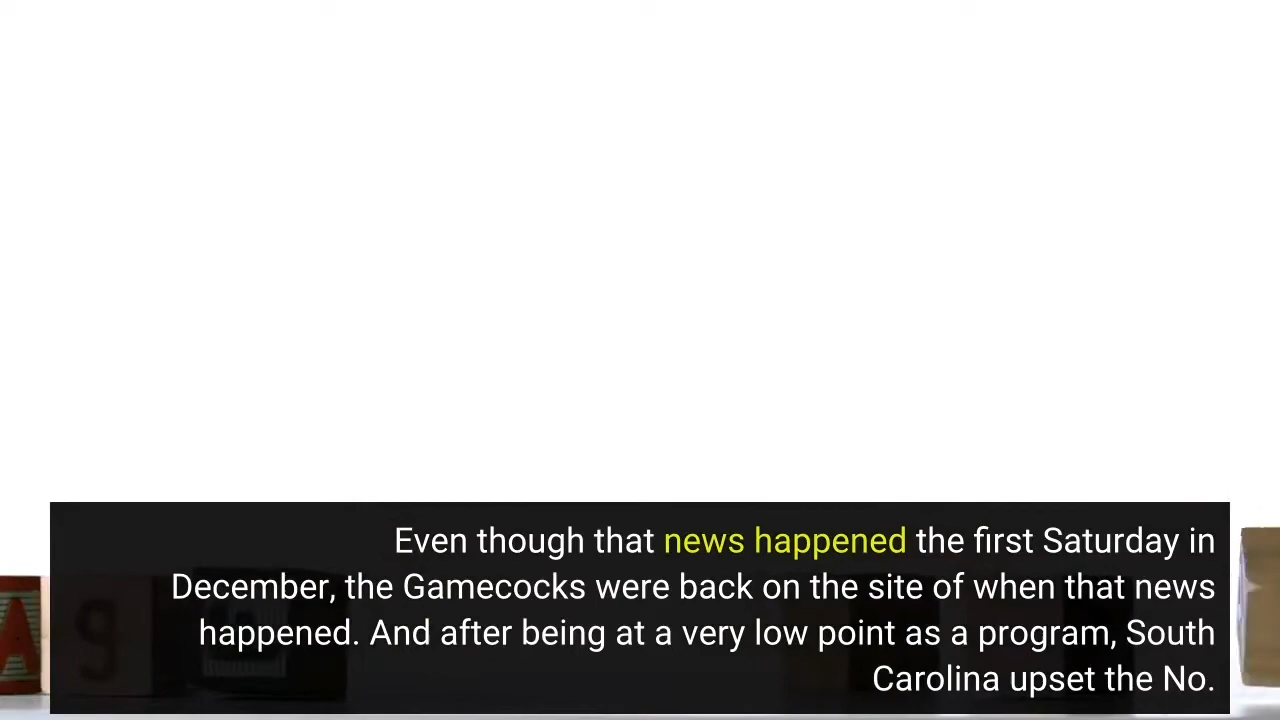 Even though that news happened the first Saturday in
December, the Gamecocks were back on the site of when that news
happened. And after being at a very low point as a program, South
Carolina upset the No.
A
9